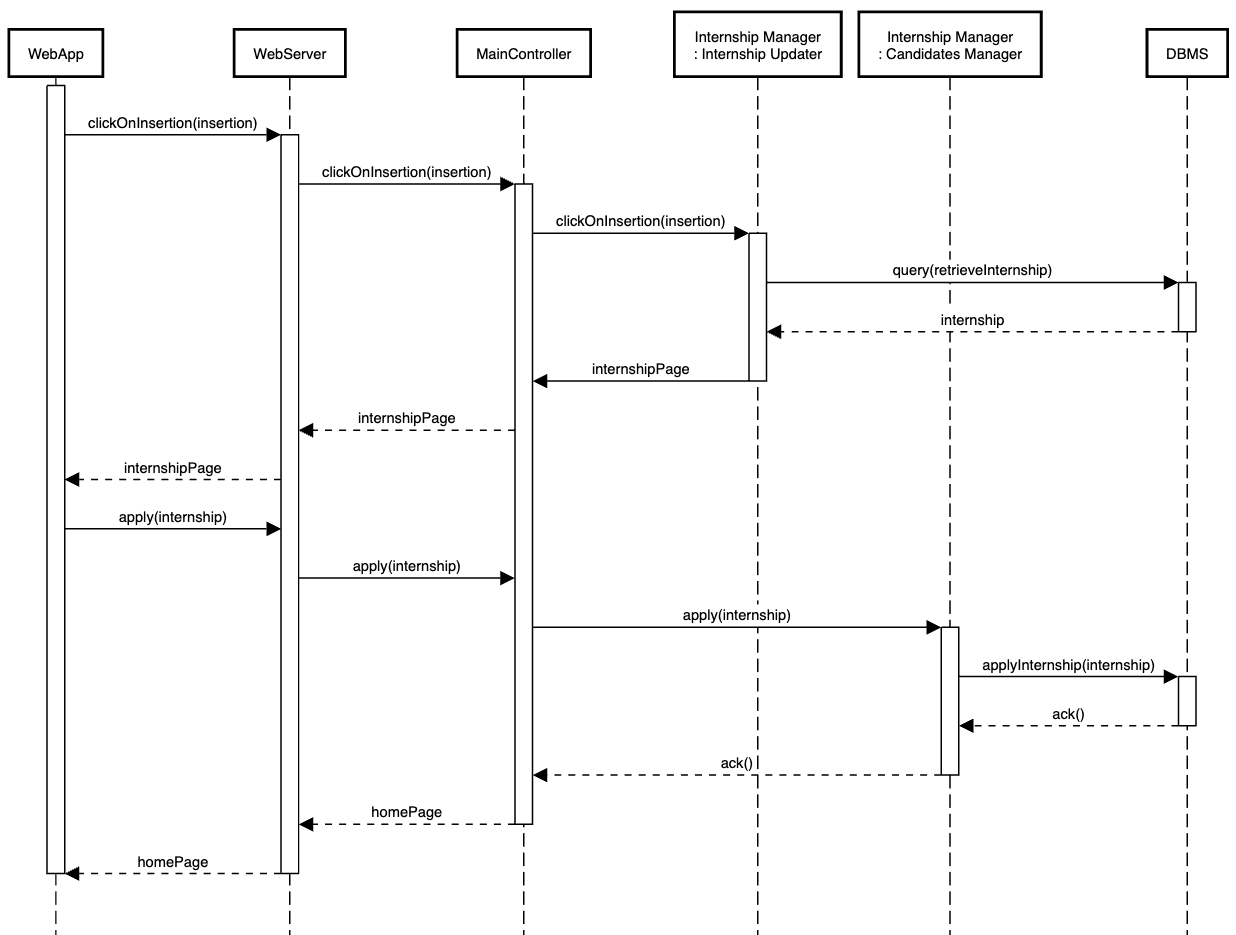 WebApp
WebServer
MainController
Internship Manager
: Internship Updater
Internship Manager
: Candidates Manager
DBMS
clickOnInsertion(insertion)
clickOnInsertion(insertion)
clickOnInsertion(insertion)
query(retrieveInternship)
internship
internshipPage
internshipPage
internshipPage
apply(internship)
apply(internship)
apply(internship)
applyInternship(internship)
ack()
ack()
homePage
homePage